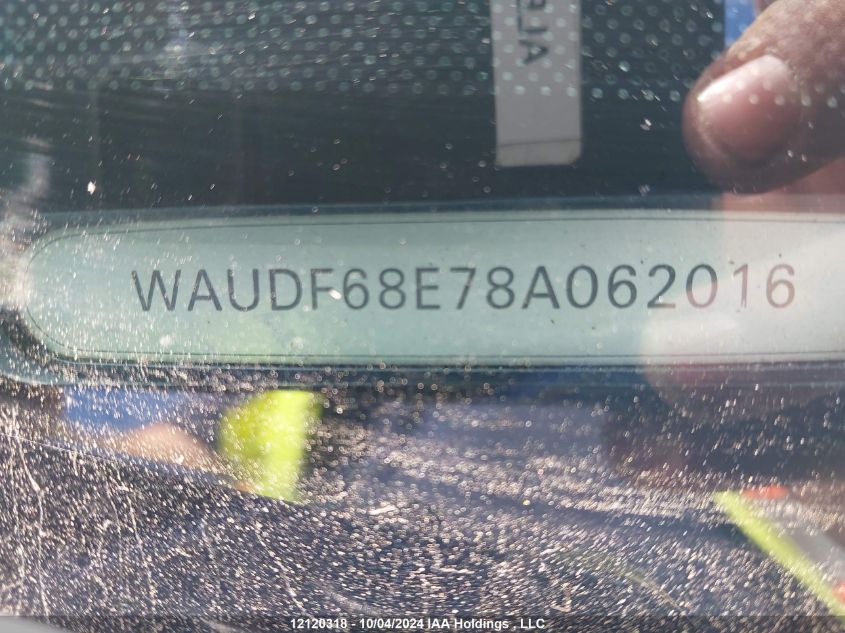 WAUDF68E78A062016
12120318 - 10/04/2024 IAA Holdings , LLC